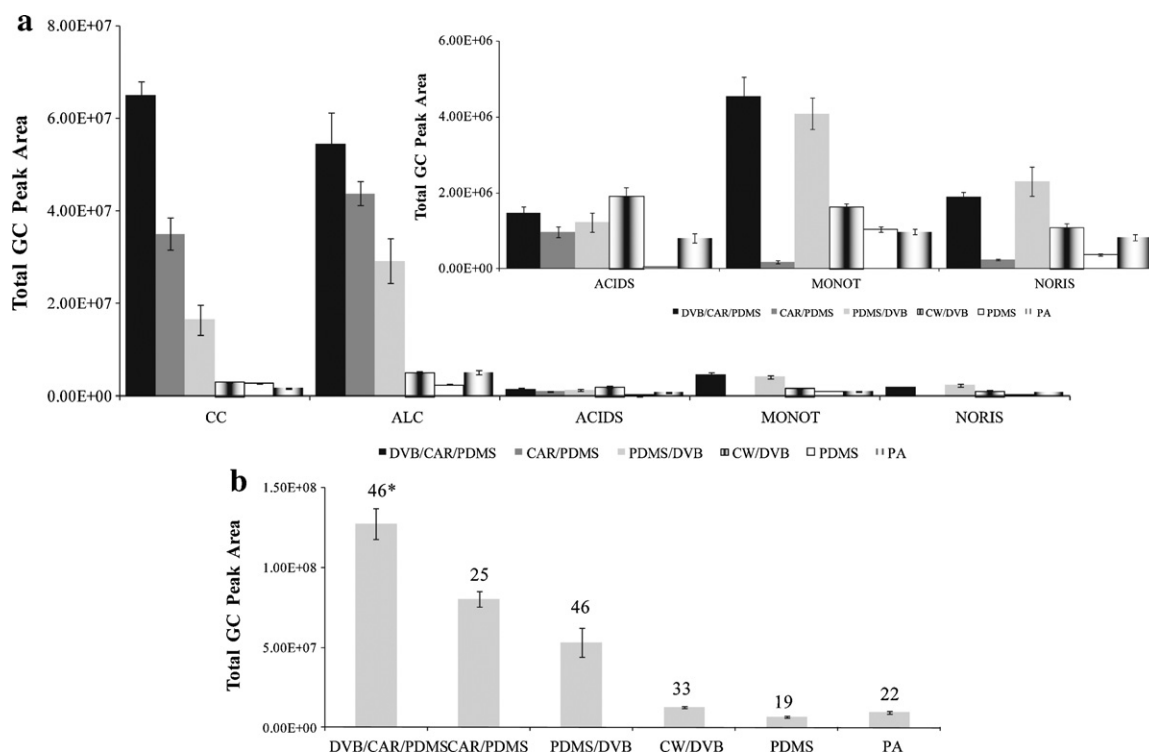 a
8.00E+07
6.00E+07
4.00E+07
2.00E+07
0.00E+00
Total GC Peak Area
CC ALC ACIDS MONOT NORIS
DVB/CAR/PDMS CAR/PDMS PDMS/DVB CW/DVB PDMS PA
6.00E+06
4.00E+06
2.00E+06
0.00E+00
Total GC Peak Area
ACIDS MONOT NORIS
DVB/CAR/PDMS CAR/PDMS PDMS/DVB CW/DVB PDMS PA
b
1.50E+08
1.00E+08
5.00E+07
0.00E+00
Total GC Peak Area
46* 25 46 33 19 22
DVB/CAR/PDMS CAR/PDMS PDMS/DVB CW/DVB PDMS PA